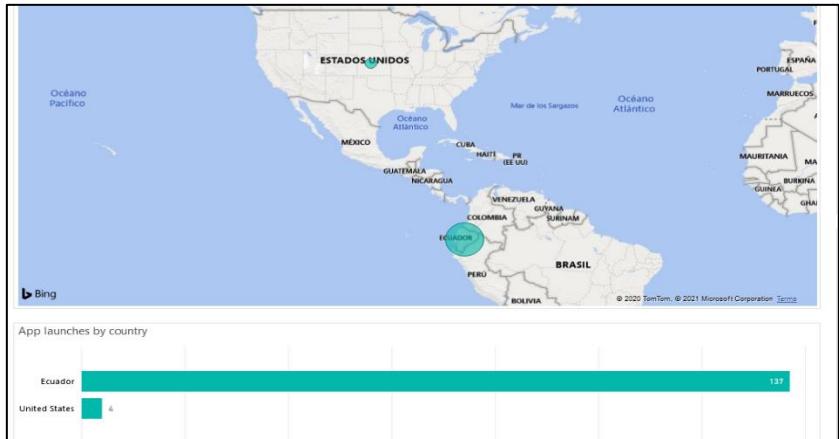 ESTADOS UNIDOS
ESPAÑA
PORTUGAL
Océano
Pacífico
MARRUECOS
Océano
Atlántico
Mar de los Sargazos
Océano
Atlántico
MÉXICO
CUBA
HAITÍ
PR
(EE UU)
MAURITANIA
MA
GUATEMALA
NICARAGUA
BURKINA
GUINEA
GHA
VENEZUELA
GUYANA
COLOMBIA
SURINAM
ECUADOR
BRASIL
PERÚ
Bing
BOLIVIA
© 2020 TomTom, © 2021 Microsoft Corporation Terms
App launches by country
Ecuador 137
United States 4